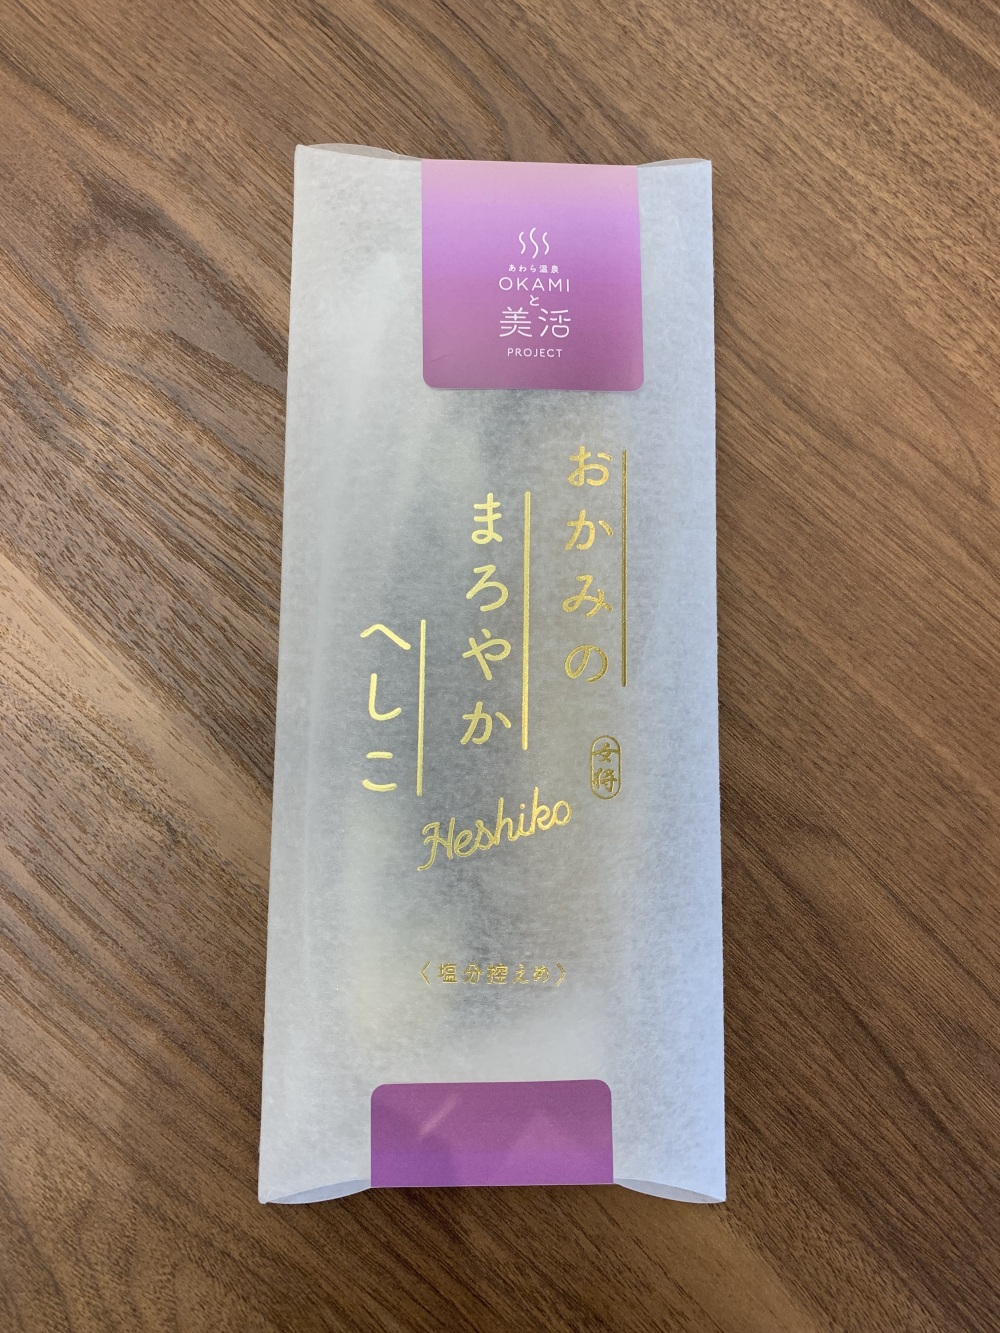 あわら温泉
OKAMI
と
美活
PROJECT
おかみの
まろやか
へしこ
女将
Heshiko
〈塩分控えめ〉